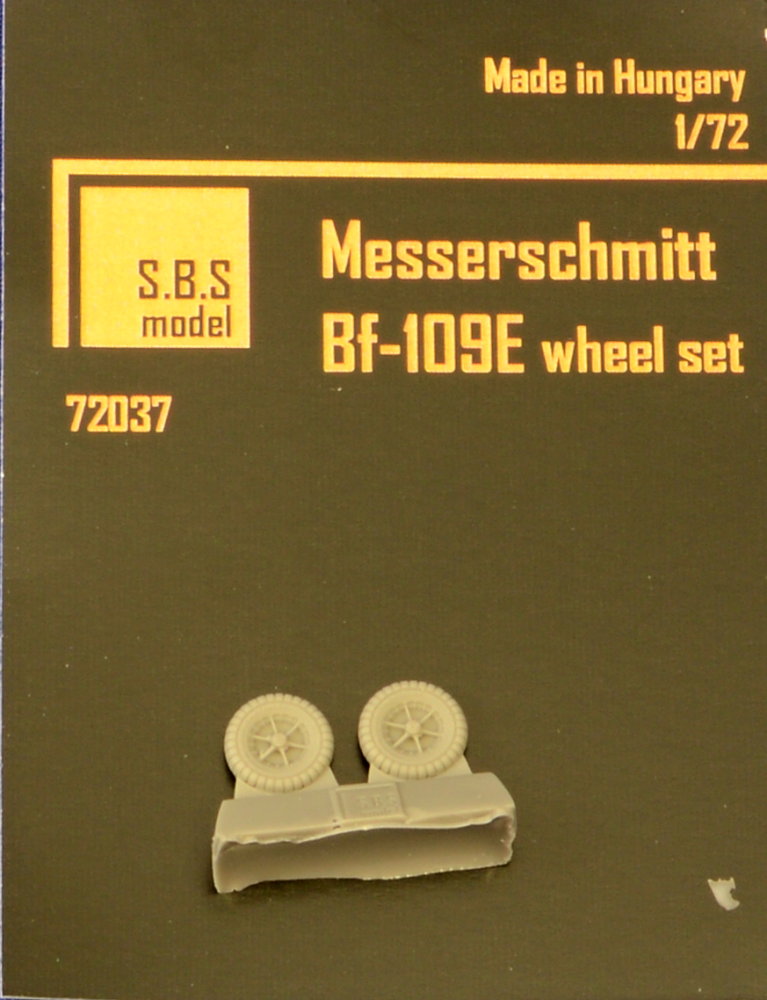 Made in Hungary
1/72
S.B.S
model
Messerschmitt
Bf-109E wheel set
72037
S.B.S